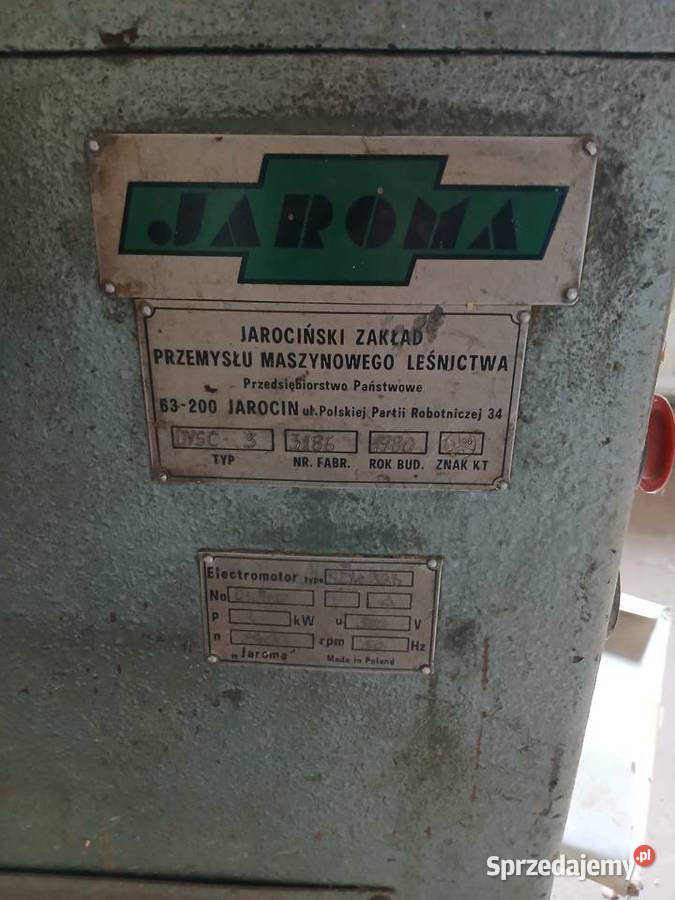 JAROMA
JAROCIŃSKI ZAKŁAD
PRZEMYSŁU MASZYNOWEGO LEŚNICTWA
Przedsiębiorstwo Państwowe
63-200 JAROCIN ul.Polskiej Partii Robotniczej 34
3186 1980
TYP NR. FABR. ROK BUD. ZNAK KT
Electromotor type
No
p kW u V
n rpm 50 Hz
„Jaroma" Made in Poland
Sprzedajemy.pl